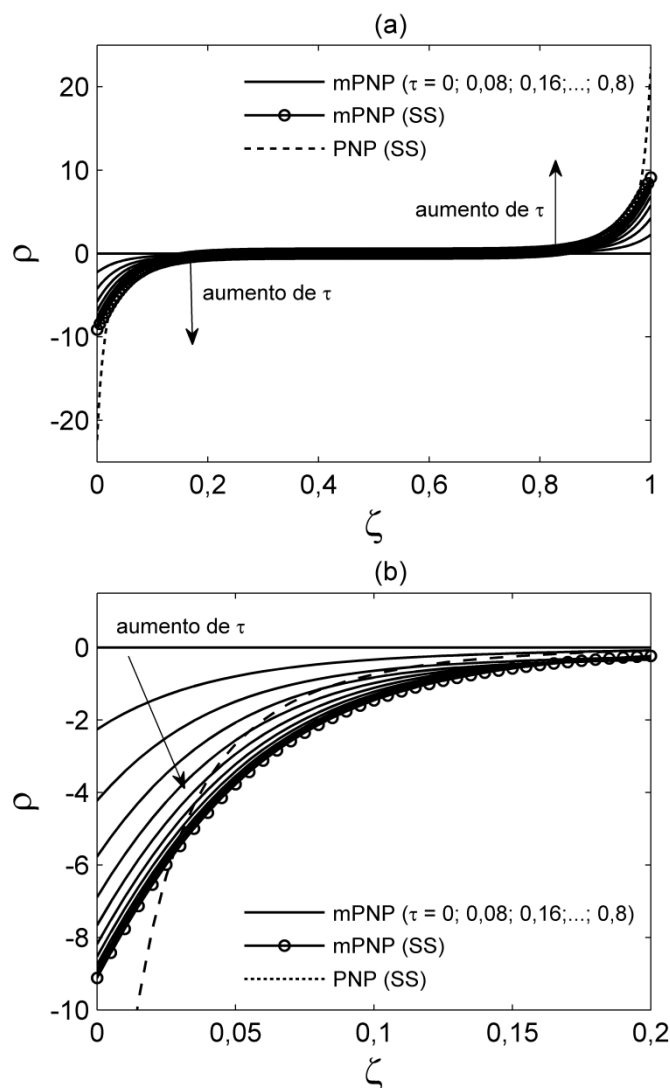 (a)
20
10
0
-10
-20
ρ
mPNP (τ = 0; 0,08; 0,16;...; 0,8)
mPNP (SS)
PNP (SS)
aumento de τ
aumento de τ
0 0,2 0,4 0,6 0,8 1
ζ
(b)
0
-2
-4
-6
-8
-10
ρ
aumento de τ
mPNP (τ = 0; 0,08; 0,16;...; 0,8)
mPNP (SS)
PNP (SS)
0 0,05 0,1 0,15 0,2
ζ